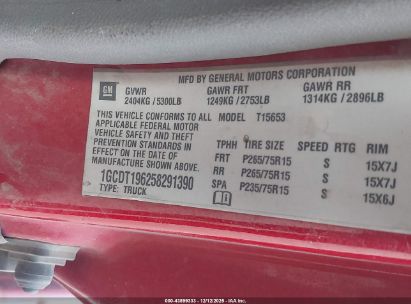 MFD BY GENERAL MOTORS CORPORATION
GM GVWR GAWR FRT GAWR RR
2404KG / 5300LB 1249KG / 2753LB 1314KG / 2896LB
THIS VEHICLE CONFORMS TO ALL MODEL T15653
APPLICABLE FEDERAL MOTOR
VEHICLE SAFETY AND THEFT
PREVENTION STANDARDS IN
EFFECT ON THE DATE OF
MANUFACTURE SHOWN ABOVE.
1GCDT196258291390
TYPE: TRUCK
TPHH TIRE SIZE SPEED RTG RIM
FRT P265/75R15 S 15X7J
RR P265/75R15 S 15X7J
SPA P235/75R15 S 15X6J